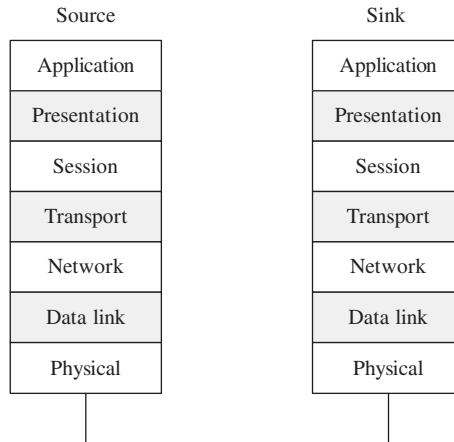 Source
Application
Presentation
Session
Transport
Network
Data link
Physical
Sink
Application
Presentation
Session
Transport
Network
Data link
Physical